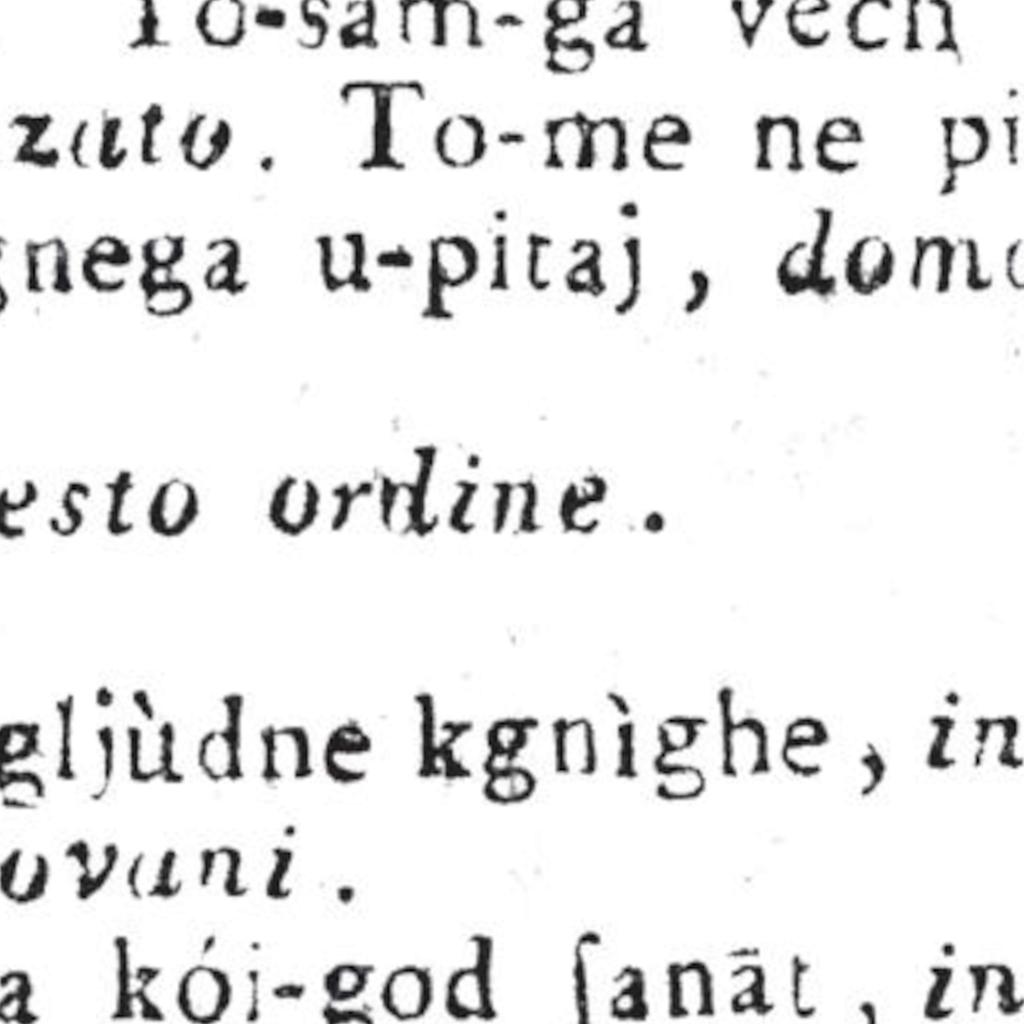 To-sam-ga vech
zato. To-me ne pi
gnega u-pitaj, domo
esto ordine.
gljùdne kgnìghe, in
ovani.
a kói-god ſanāt, in